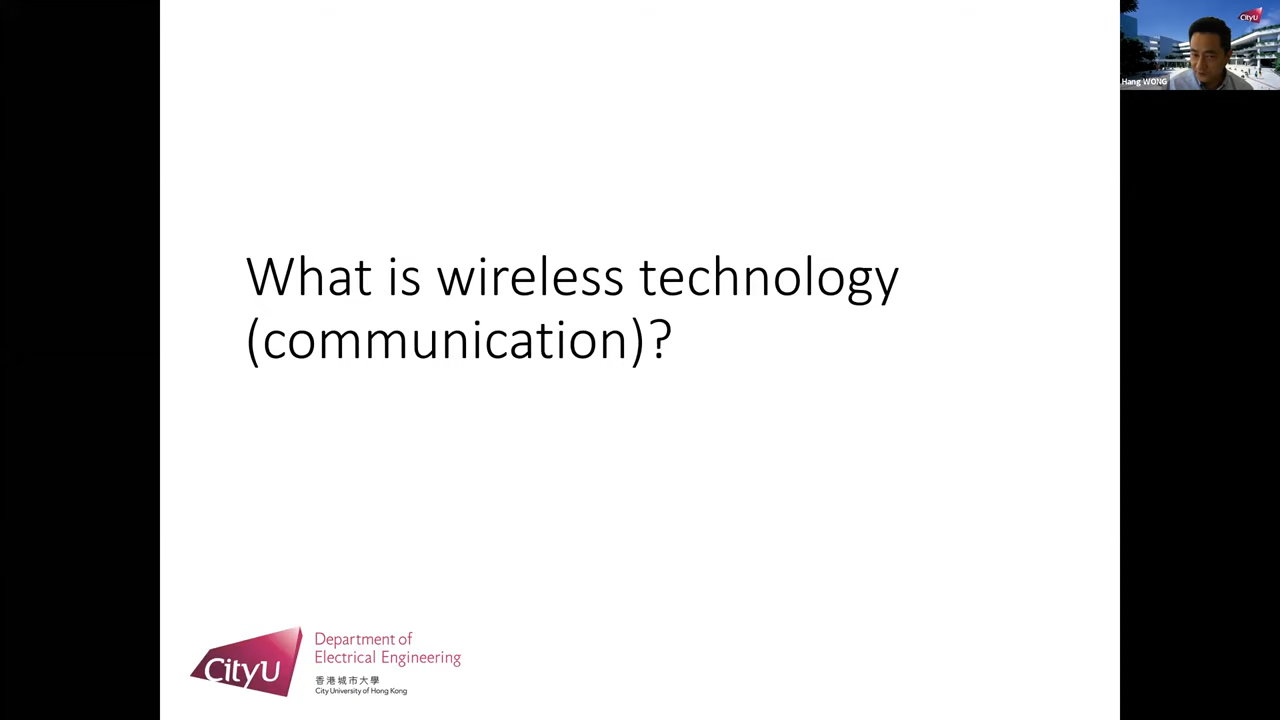 CityU
Hang WONG
What is wireless technology
(communication)?
CityU
Department of
Electrical Engineering
香港城市大學
City University of Hong Kong